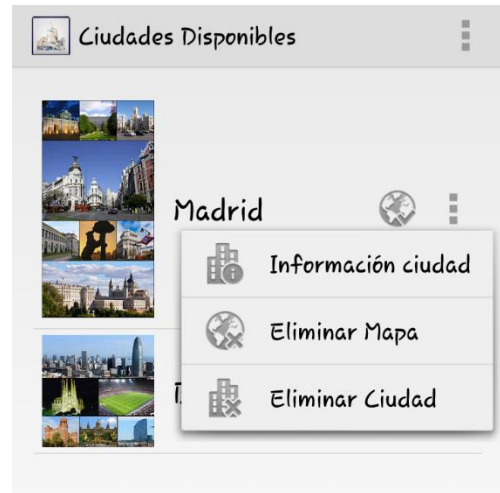 Ciudades Disponibles
Madrid
Información ciudad
Eliminar Mapa
Eliminar Ciudad